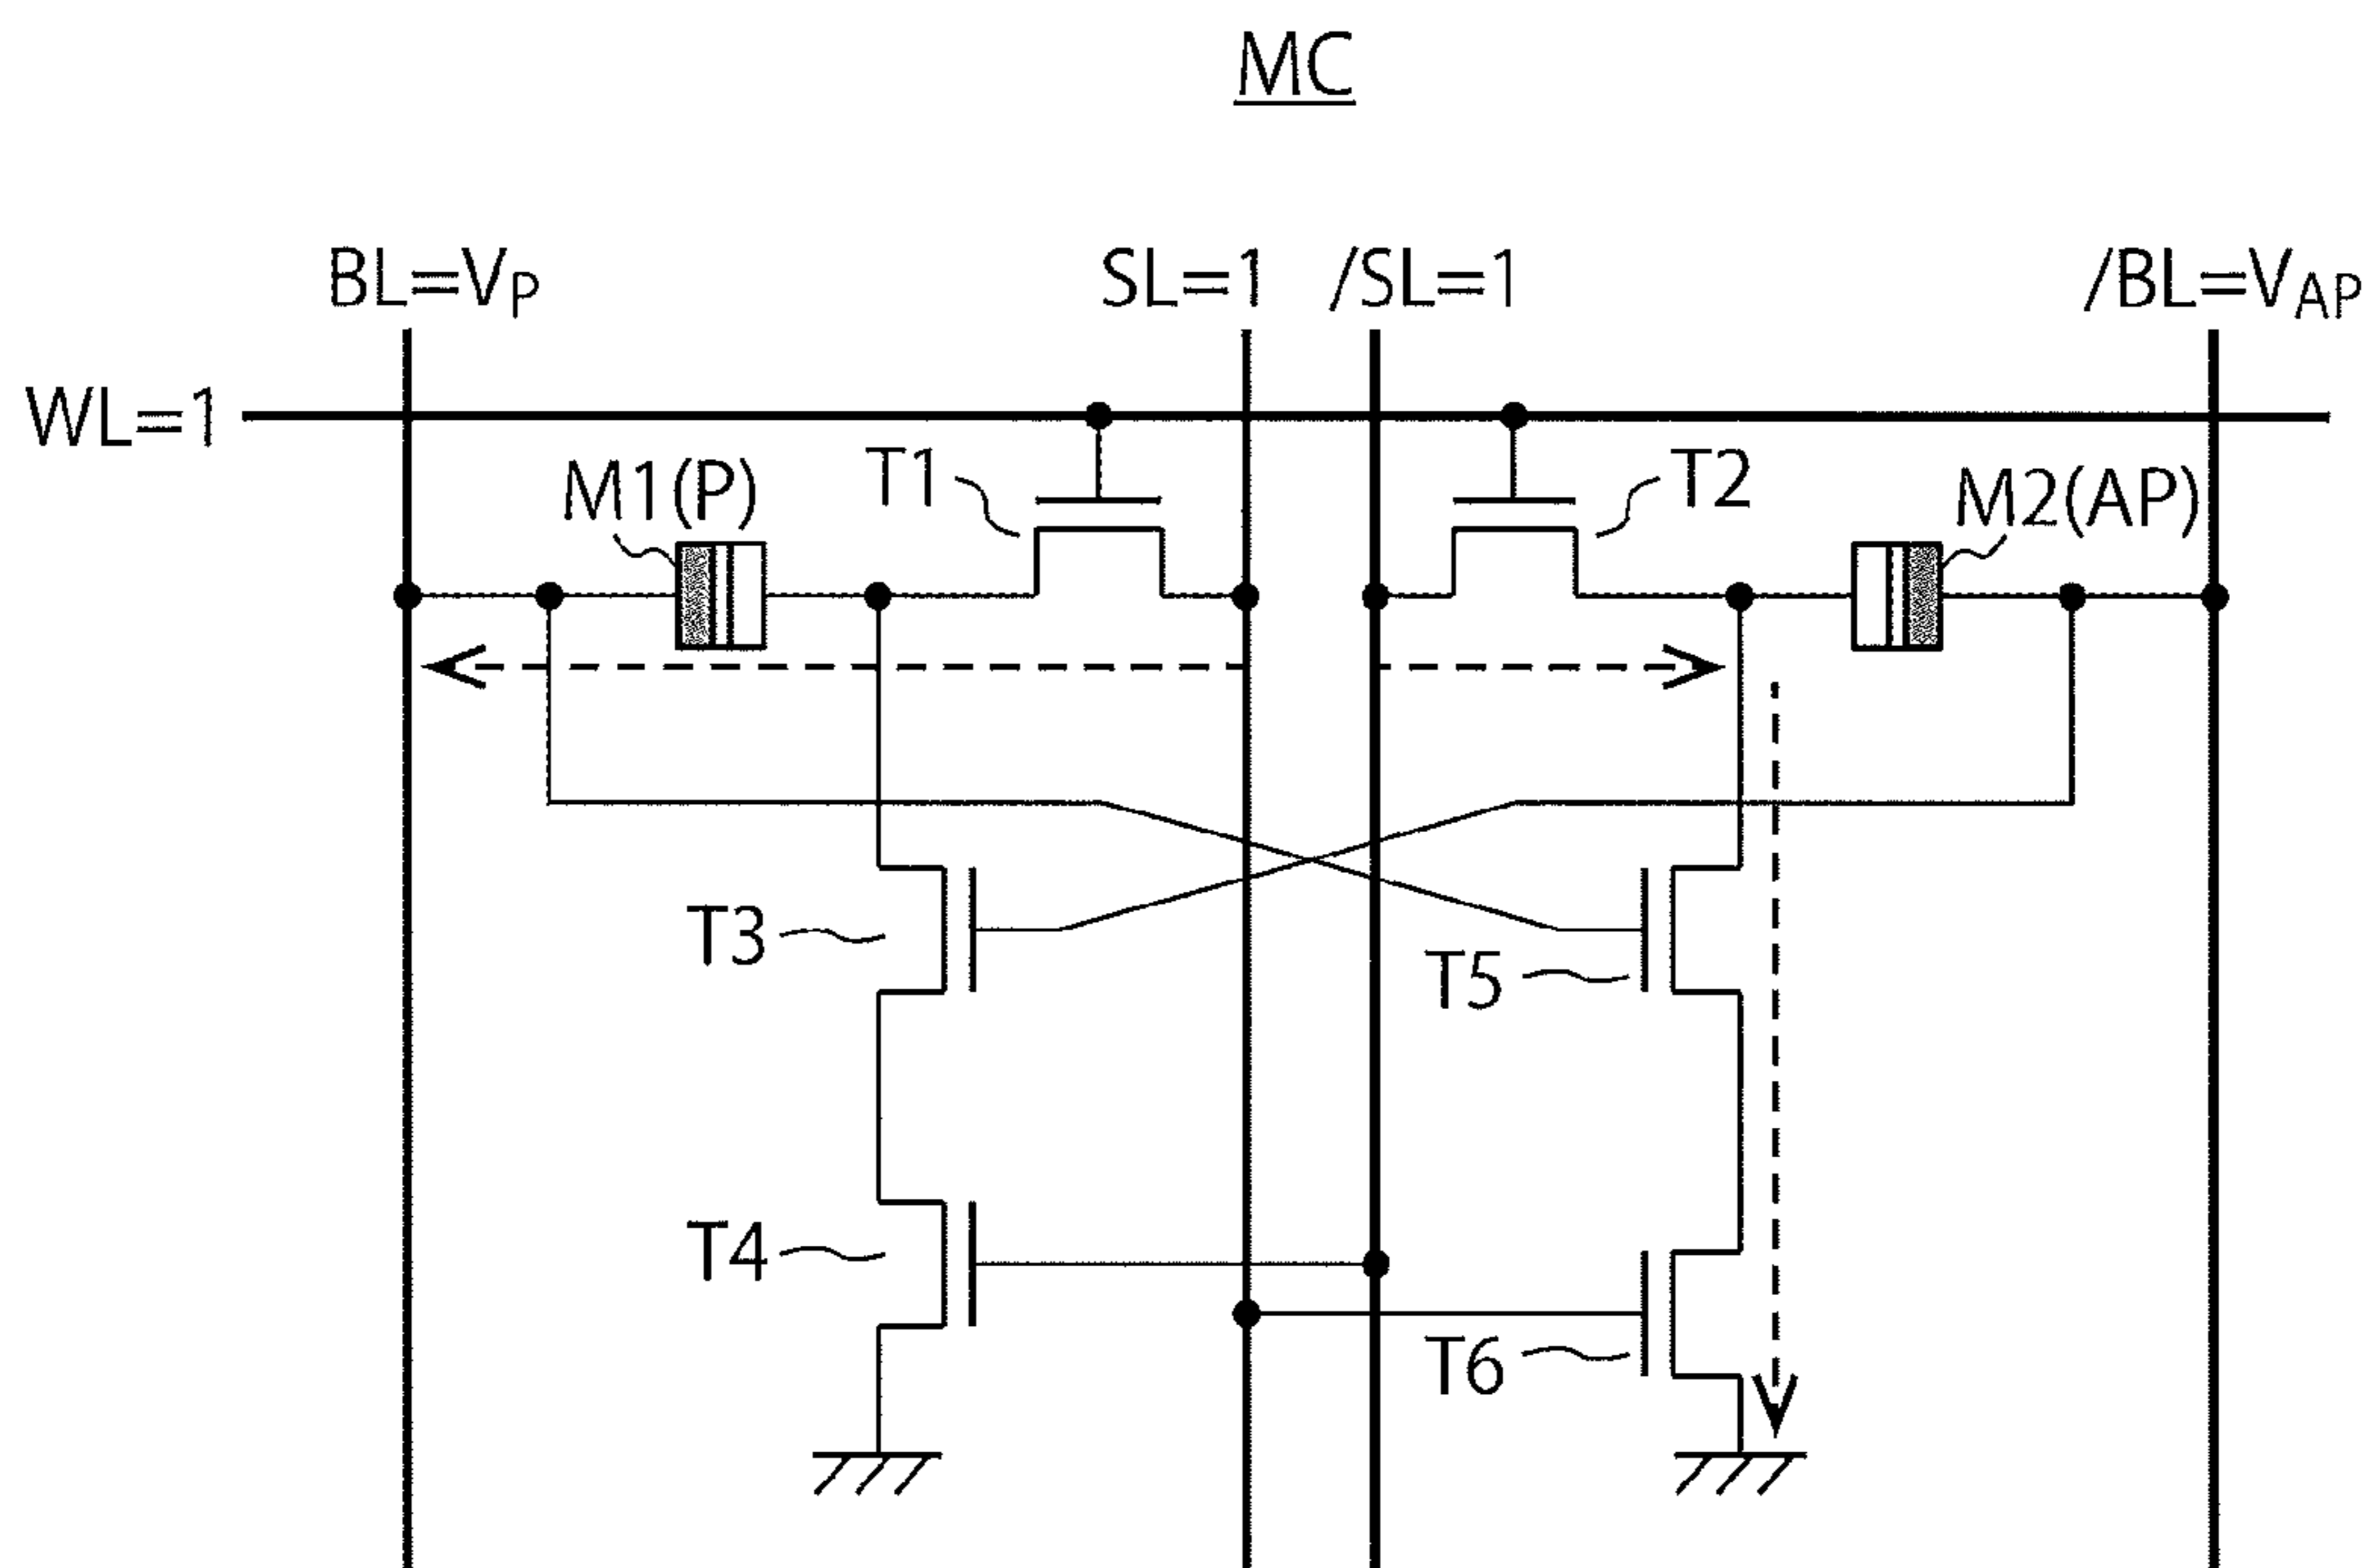 MC
BL=VP SL=1 /SL=1 /BL=VAP
WL=1
M1(P) T1 T2 M2(AP)
T3
T5
T4
T6